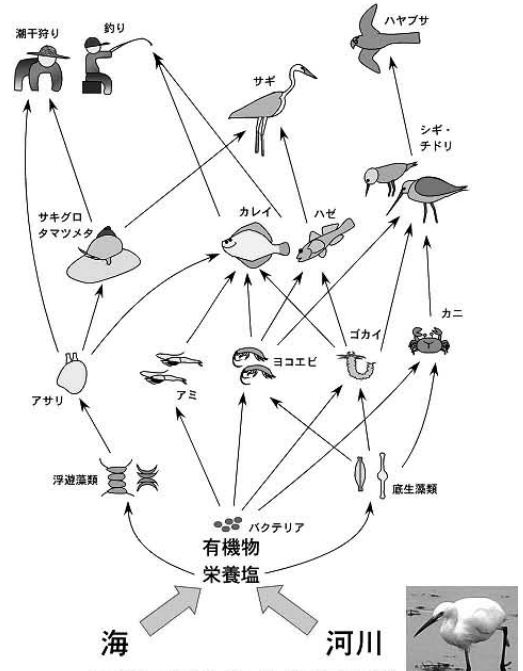 潮干狩り
釣り
ハヤブサ
サギ
シギ・
チドリ
サキグロ
タマツメタ
カレイ
ハゼ
カニ
ゴカイ
ヨコエビ
アミ
アサリ
浮遊藻類
底生藻類
バクテリア
有機物
栄養塩
海
河川